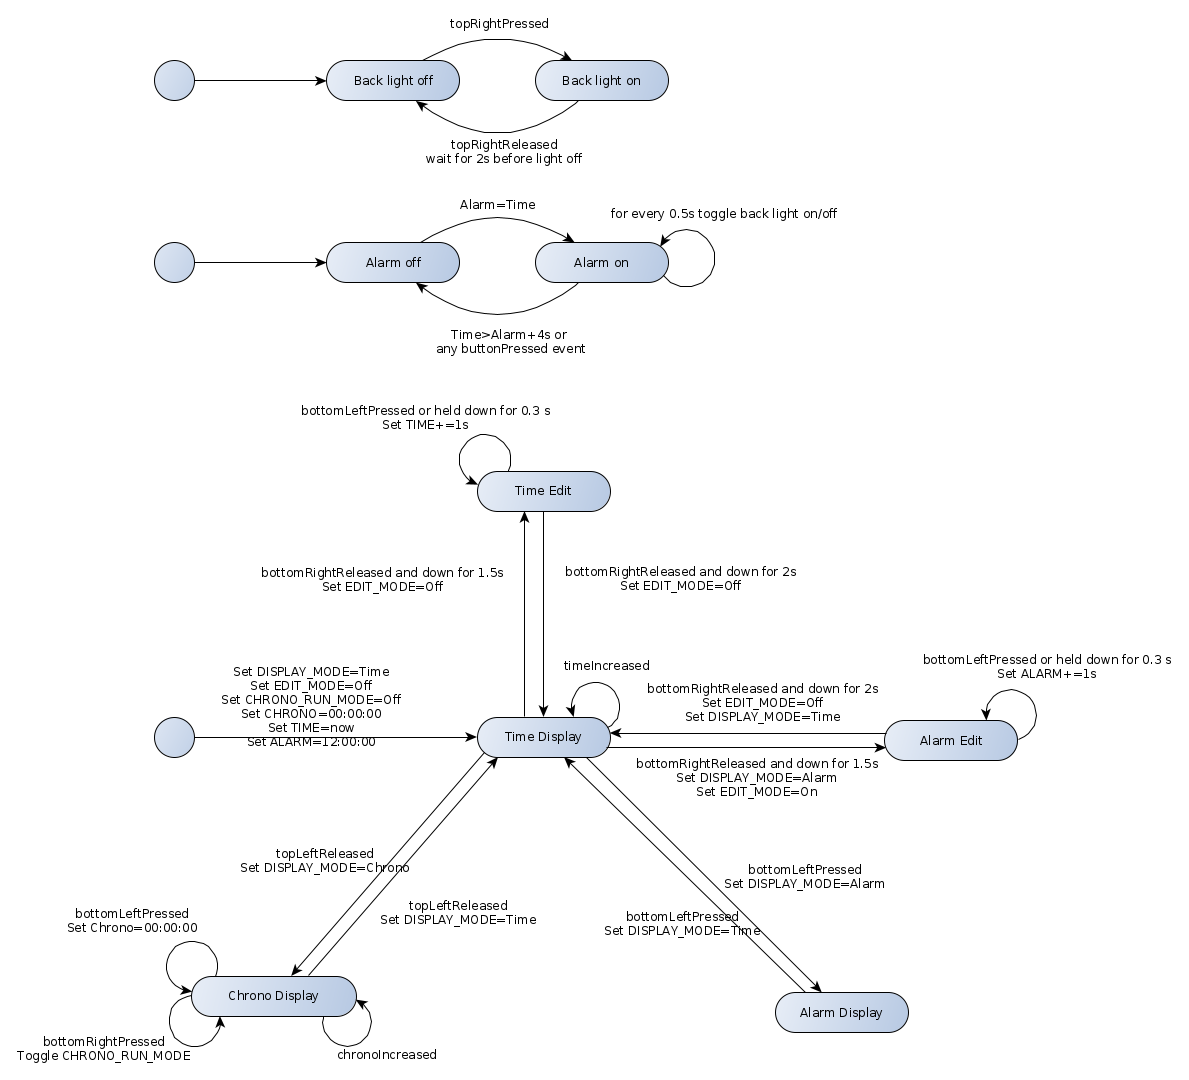 topRightPressed
Back light off
Back light on
topRightReleased
wait for 2s before light off
Alarm=Time
for every 0.5s toggle back light on/off
Alarm off
Alarm on
Time>Alarm+4s or
any buttonPressed event
bottomLeftPressed or held down for 0.3 s
Set TIME+=1s
Time Edit
bottomRightReleased and down for 1.5s
Set EDIT_MODE=Off
bottomRightReleased and down for 2s
Set EDIT_MODE=Off
Set DISPLAY_MODE=Time
Set EDIT_MODE=Off
Set CHRONO_RUN_MODE=Off
Set CHRONO=00:00:00
Set TIME=now
Set ALARM=12:00:00
timeIncreased
Time Display
bottomRightReleased and down for 2s
Set EDIT_MODE=Off
Set DISPLAY_MODE=Time
bottomLeftPressed or held down for 0.3 s
Set ALARM+=1s
Alarm Edit
bottomRightReleased and down for 1.5s
Set DISPLAY_MODE=Alarm
Set EDIT_MODE=On
topLeftReleased
Set DISPLAY_MODE=Chrono
topLeftReleased
Set DISPLAY_MODE=Time
bottomLeftPressed
Set DISPLAY_MODE=Alarm
bottomLeftPressed
Set DISPLAY_MODE=Time
bottomLeftPressed
Set Chrono=00:00:00
Chrono Display
Alarm Display
bottomRightPressed
Toggle CHRONO_RUN_MODE
chronoIncreased